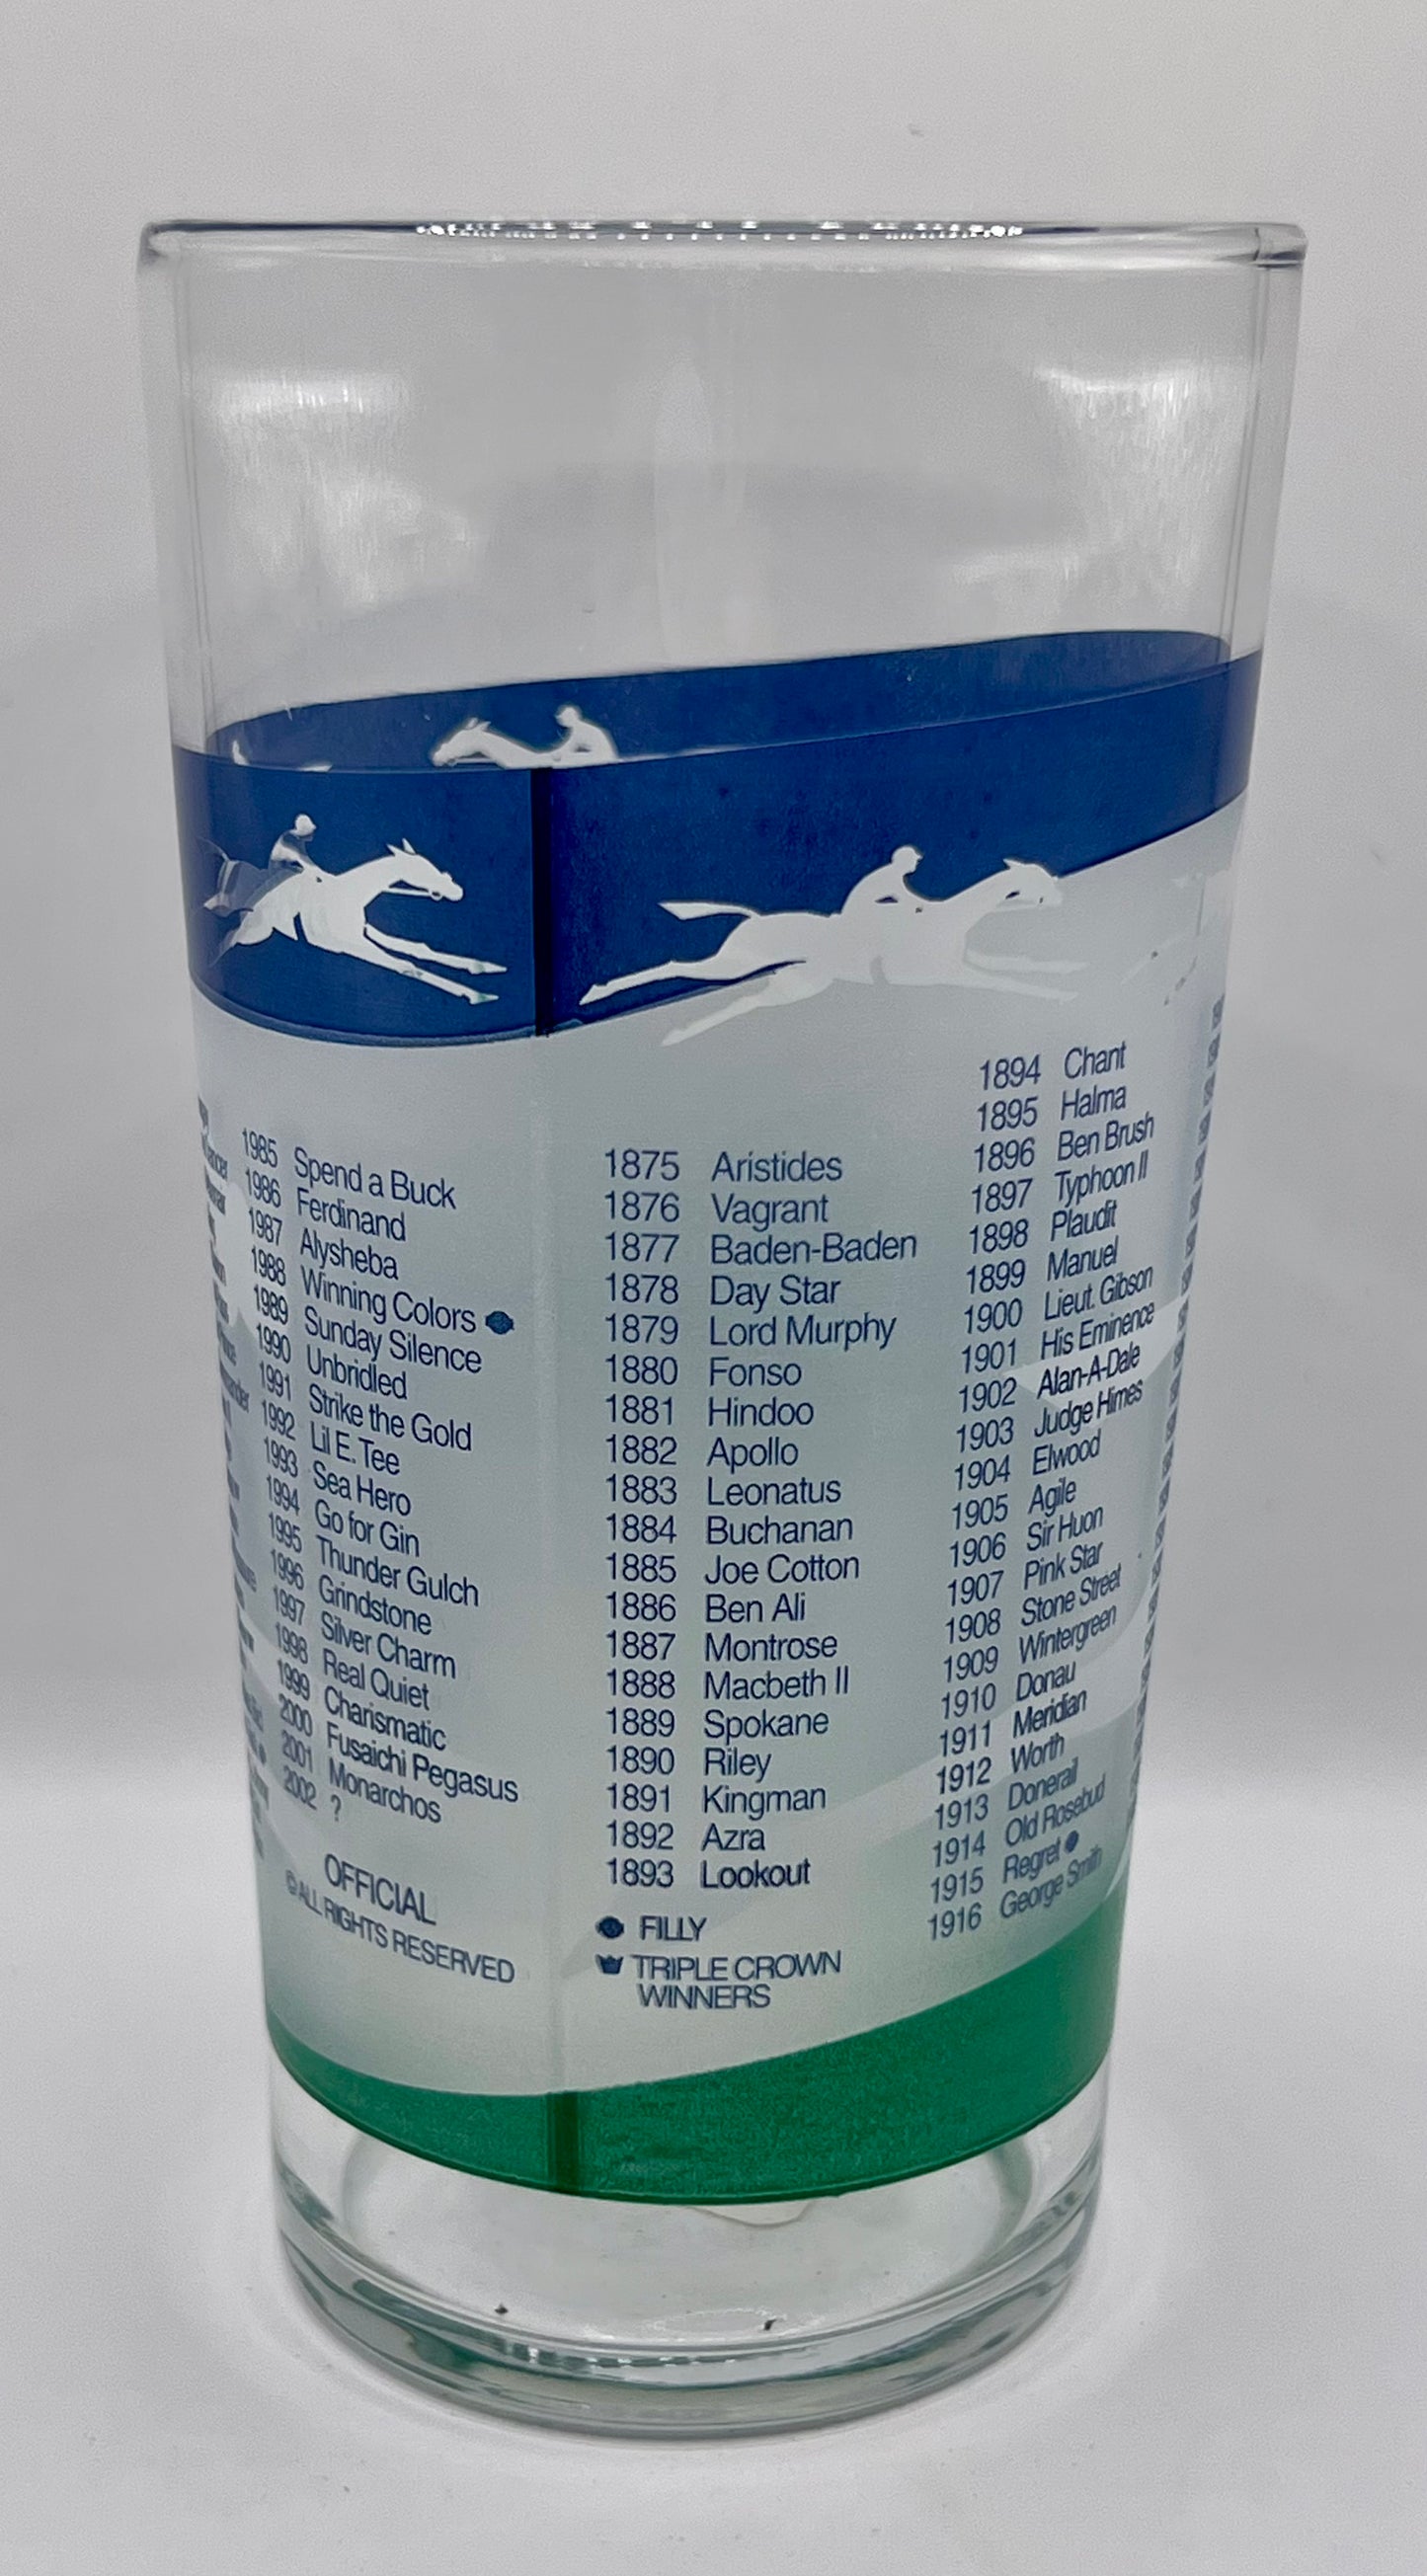 1985 Spend a Buck
1986 Ferdinand
1987 Alysheba
1988 Winning Colors
1989 Sunday Silence
1990 Unbridled
1991 Strike the Gold
1992 Lil E. Tee
1993 Sea Hero
1994 Go for Gin
1995 Thunder Gulch
1996 Grindstone
1997 Silver Charm
1998 Real Quiet
1999 Charismatic
2000 Fusaichi Pegasus
2001 Monarchos
2002 ?
OFFICIAL
© ALL RIGHTS RESERVED
1875 Aristides
1876 Vagrant
1877 Baden-Baden
1878 Day Star
1879 Lord Murphy
1880 Fonso
1881 Hindoo
1882 Apollo
1883 Leonatus
1884 Buchanan
1885 Joe Cotton
1886 Ben Ali
1887 Montrose
1888 Macbeth II
1889 Spokane
1890 Riley
1891 Kingman
1892 Azra
1893 Lookout
FILLY
TRIPLE CROWN
WINNERS
1894 Chant
1895 Halma
1896 Ben Brush
1897 Typhoon II
1898 Plaudit
1899 Manuel
1900 Lieut. Gibson
1901 His Eminence
1902 Alan-A-Dale
1903 Judge Himes
1904 Elwood
1905 Agile
1906 Sir Huon
1907 Pink Star
1908 Stone Street
1909 Wintergreen
1910 Donau
1911 Meridian
1912 Worth
1913 Donerail
1914 Old Rosebud
1915 Regret
1916 George Smith